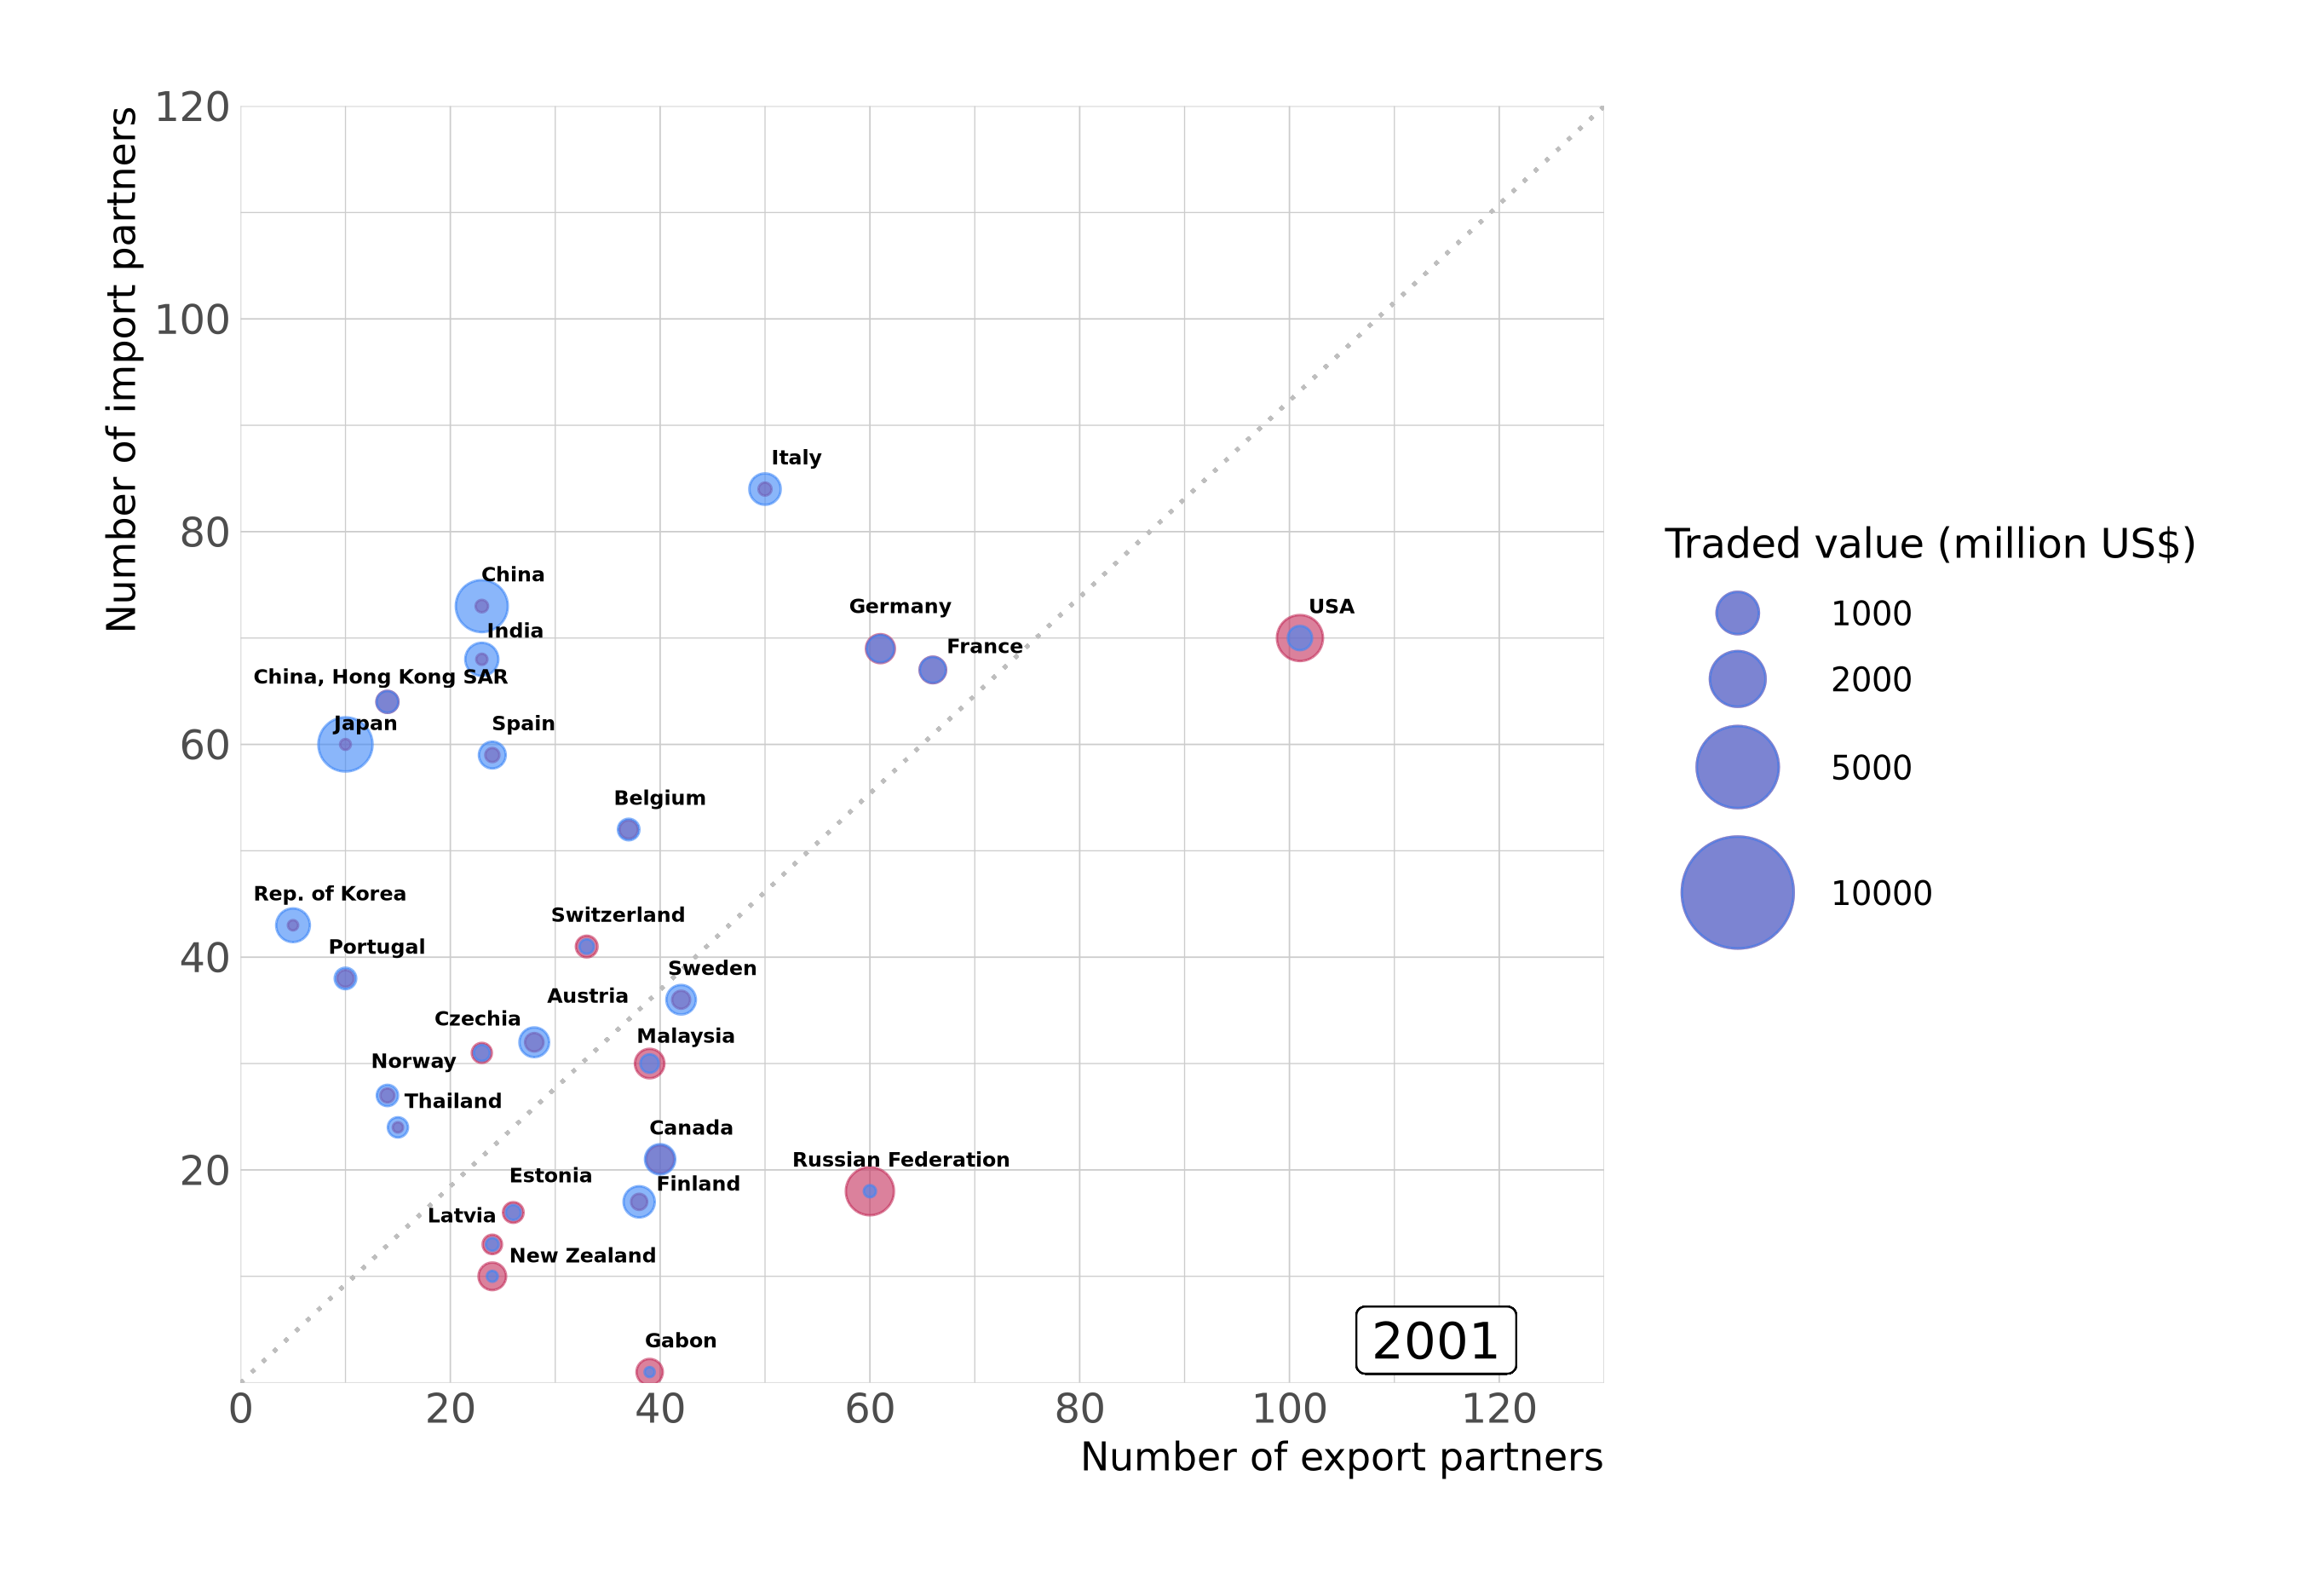 Number of import partners
120
100
80
60
40
20
Italy
China
India
China, Hong Kong SAR
Japan
Spain
Germany
France
USA
Belgium
Rep. of Korea
Portugal
Switzerland
Sweden
Austria
Czechia
Malaysia
Norway
Thailand
Canada
Russian Federation
Estonia
Finland
Latvia
New Zealand
Gabon
2001
0 20 40 60 80 100 120
Number of export partners
Traded value (million US$)
1000
2000
5000
10000